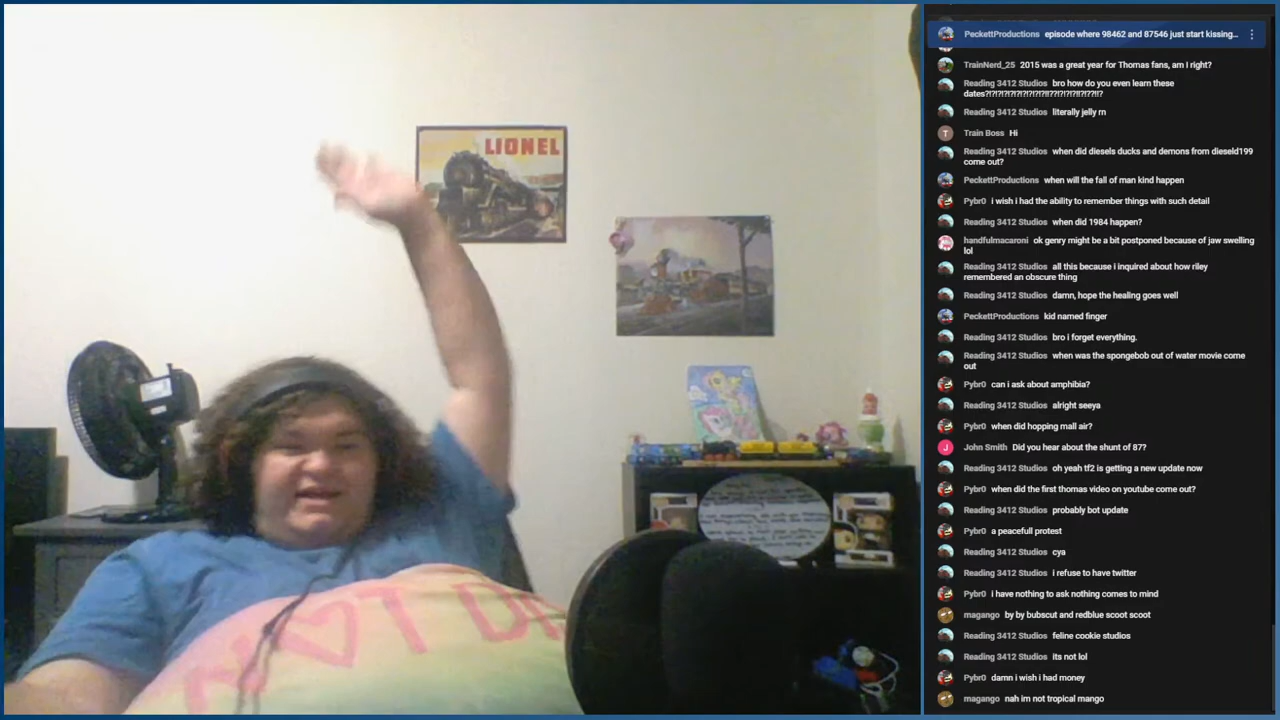 LIONEL
HOT DI
PeckettProductions episode where 98462 and 87546 just start kissing...
TrainNerd_25 2015 was a great year for Thomas fans, am I right?
Reading 3412 Studios bro how do you even learn these
Reading 3412 Studios literally jelly rn
Train Boss Hi
Reading 3412 Studios when did diesels ducks and demons from dieseld199
come out?
PeckettProductions when will the fall of man kind happen
Pybr0 i wish i had the ability to remember things with such detail
Reading 3412 Studios when did 1984 happen?
handfulmacaroni ok genry might be a bit postponed because of jaw swelling
lol
Reading 3412 Studios all this because i inquired about how riley
remembered an obscure thing
Reading 3412 Studios damn, hope the healing goes well
PeckettProductions kid named finger
Reading 3412 Studios bro i forget everything.
Reading 3412 Studios when was the spongebob out of water movie come
out
Pybr0 can i ask about amphibia?
Reading 3412 Studios alright seeya
Pybr0 when did hopping mall air?
J John Smith Did you hear about the shunt of 87?
Reading 3412 Studios oh yeah tf2 is getting a new update now
Pybr0 when did the first thomas video on youtube come out?
Reading 3412 Studios probably bot update
Pybr0 a peacefull protest
Reading 3412 Studios cya
Reading 3412 Studios i refuse to have twitter
Pybr0 i have nothing to ask nothing comes to mind
magango by by bubscut and redblue scoot scoot
Reading 3412 Studios feline cookie studios
Reading 3412 Studios its not lol
Pybr0 damn i wish i had money
magango nah im not tropical mango